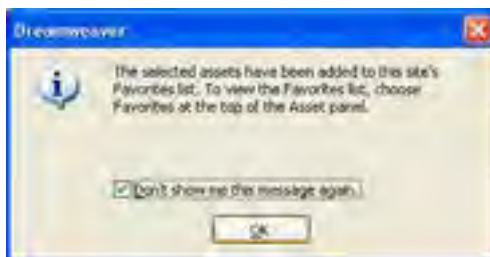 Dreamweaver
The selected assets have been added to this site's
Favorites list. To view the Favorites list, choose
Favorites at the top of the Asset panel.
Don't show me this message again.
OK